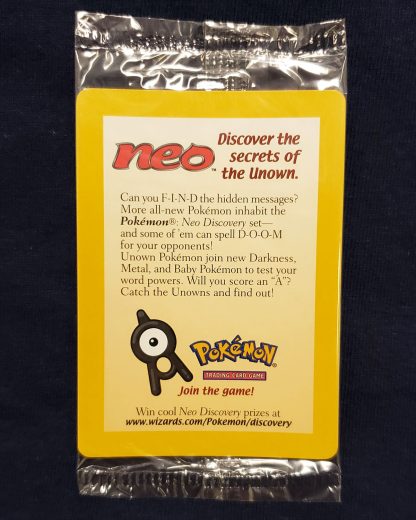 neo™
Discover the
secrets of
the Unown.
Can you F-I-N-D the hidden messages?
More all-new Pokémon inhabit the
Pokémon®: Neo Discovery set—
and some of 'em can spell D-O-O-M
for your opponents!
Unown Pokémon join new Darkness,
Metal, and Baby Pokémon to test your
word powers. Will you score an "A"?
Catch the Unowns and find out!
POKéMON®
TRADING CARD GAME
Join the game!
Win cool Neo Discovery prizes at
www.wizards.com/Pokemon/discovery